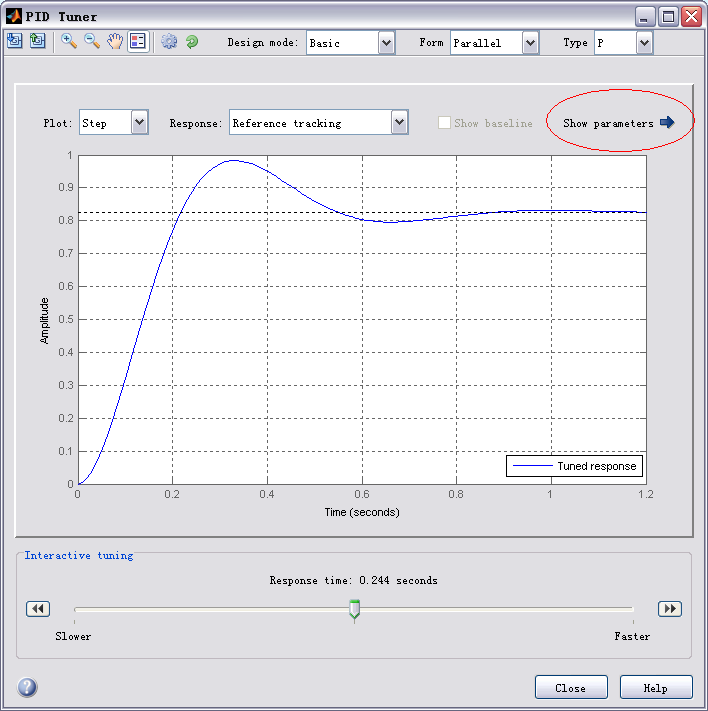 PID Tuner
Design mode: Basic Form Parallel Type P
Plot: Step Response: Reference tracking Show baseline Show parameters
1
0.9
0.8
0.7
0.6
0.5
0.4
0.3
0.2
0.1
0
Amplitude
Tuned response
0 0.2 0.4 0.6 0.8 1 1.2
Time (seconds)
Interactive tuning
Response time: 0.244 seconds
Slower Faster
Close Help